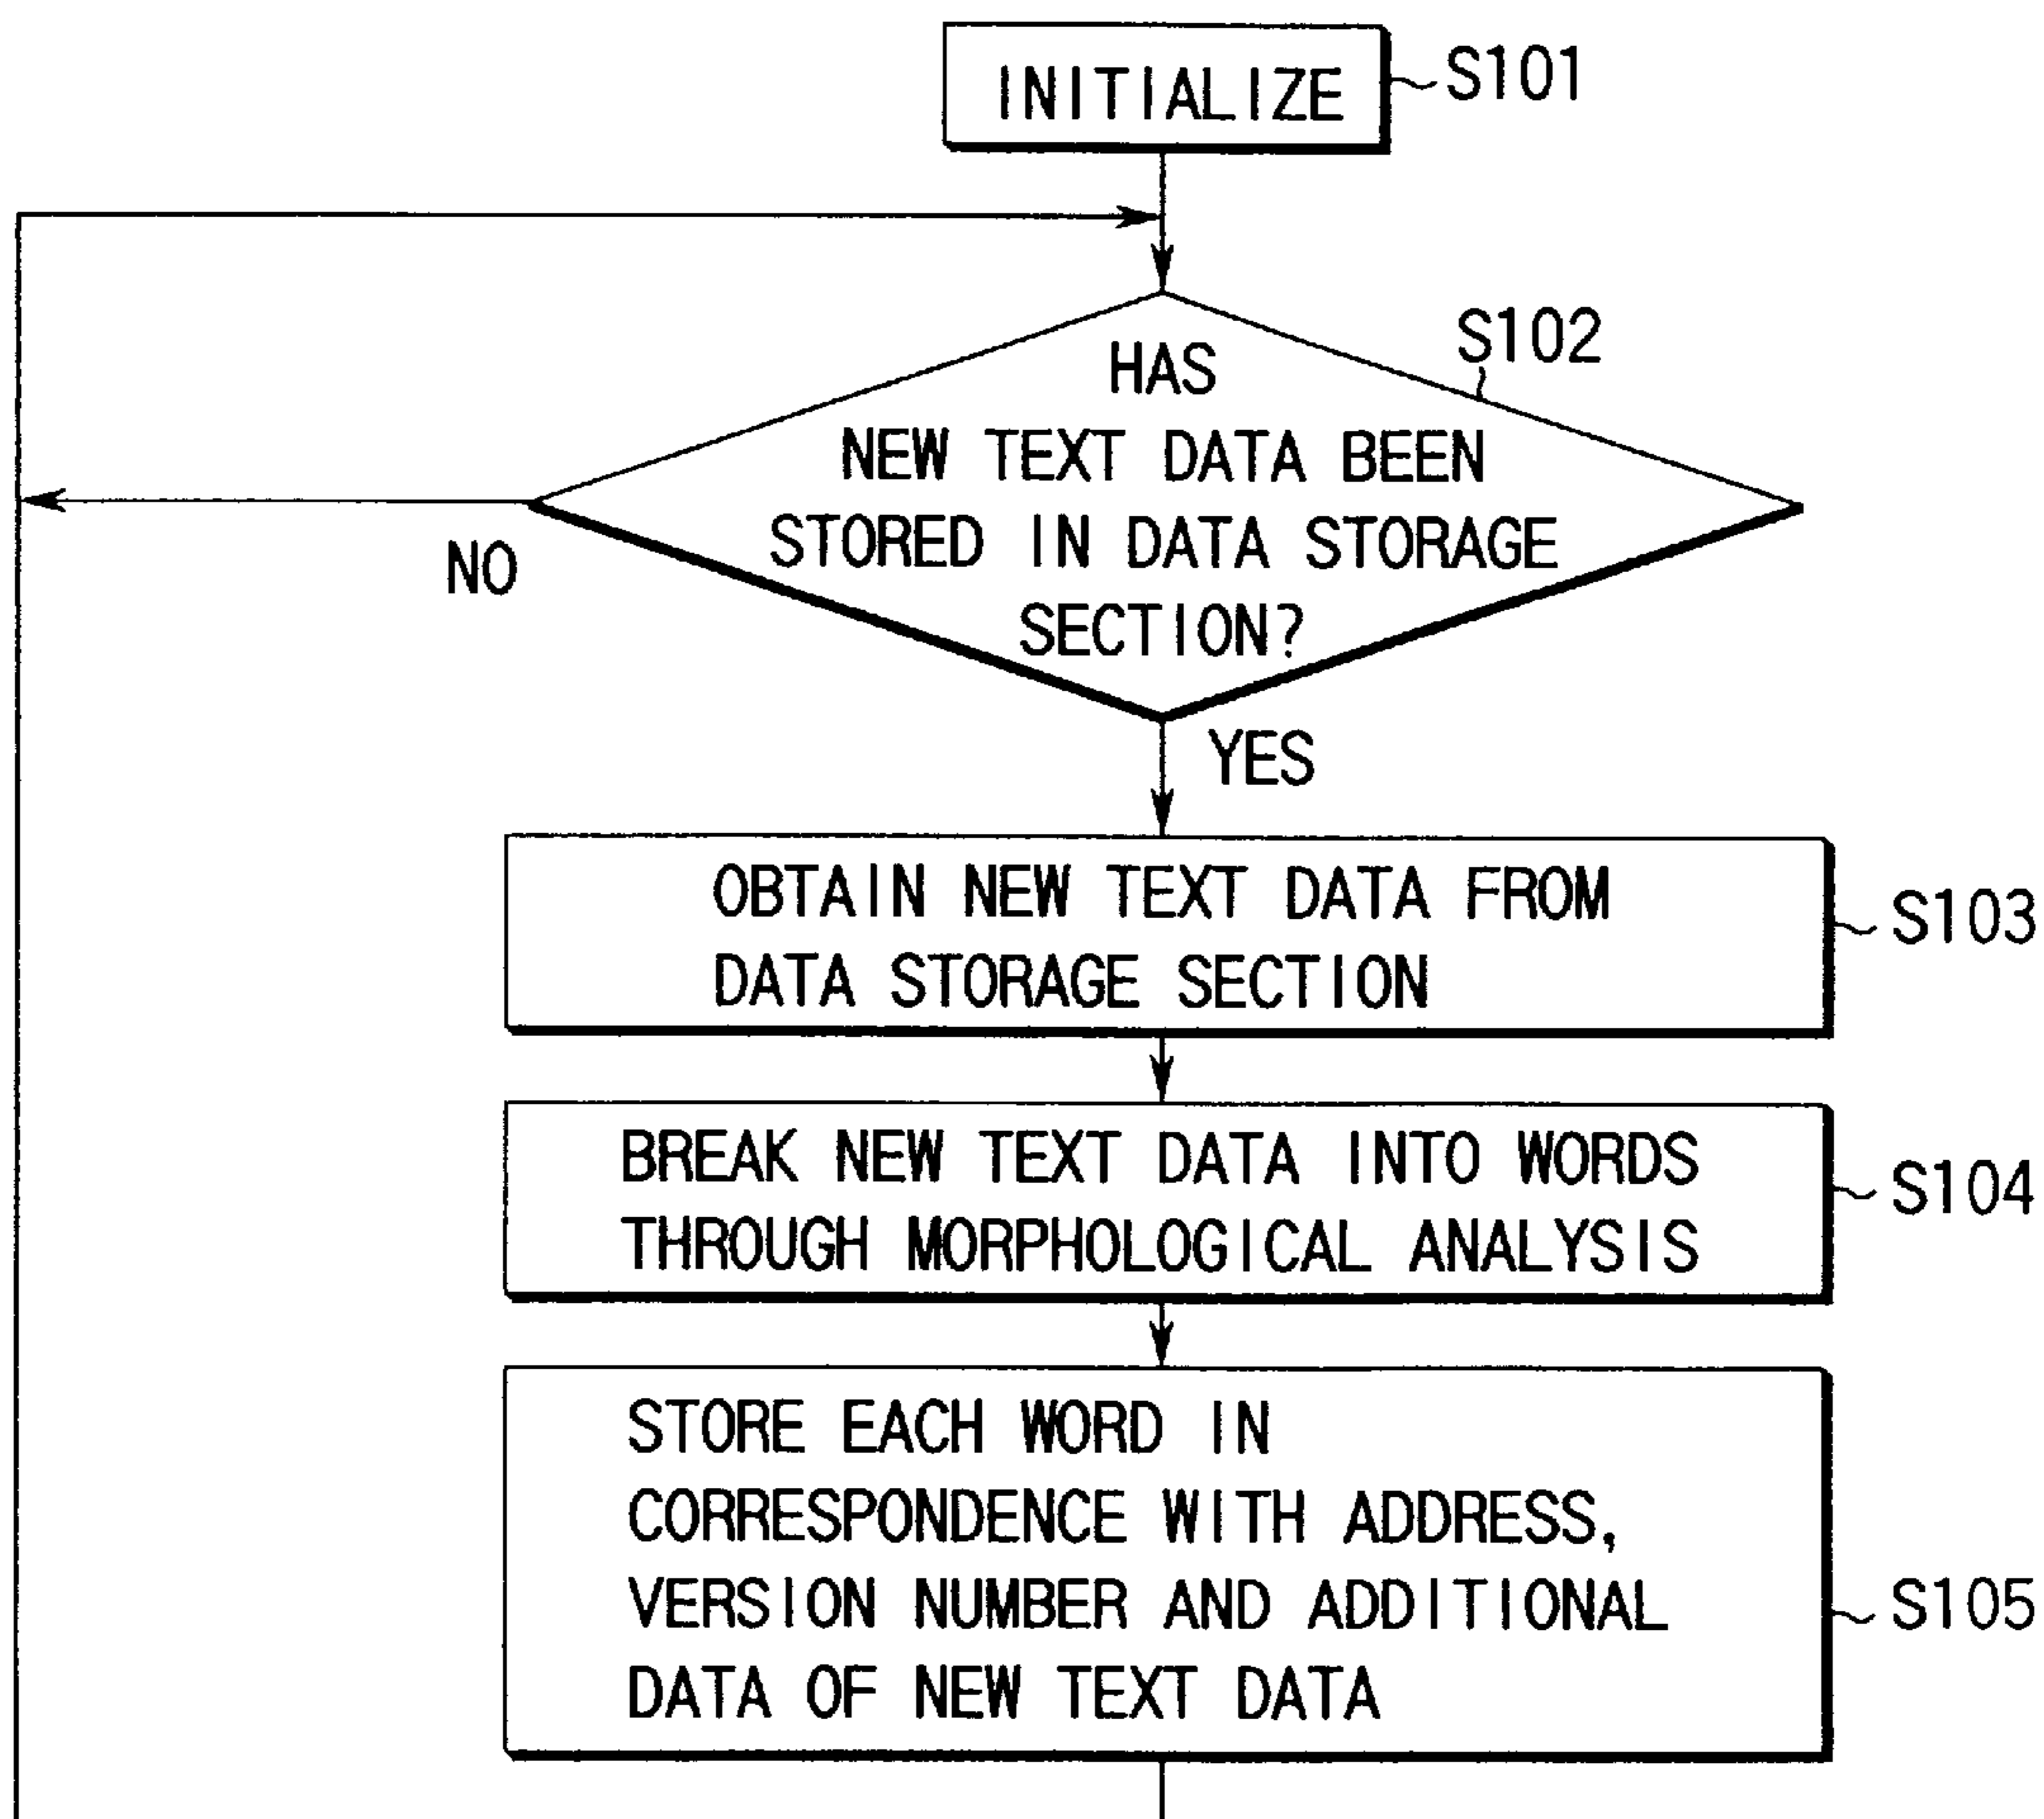 INITIALIZE
S101
S102
HAS
NEW TEXT DATA BEEN
STORED IN DATA STORAGE
SECTION?
NO
YES
OBTAIN NEW TEXT DATA FROM
DATA STORAGE SECTION
S103
BREAK NEW TEXT DATA INTO WORDS
THROUGH MORPHOLOGICAL ANALYSIS
S104
STORE EACH WORD IN
CORRESPONDENCE WITH ADDRESS,
VERSION NUMBER AND ADDITIONAL
DATA OF NEW TEXT DATA
S105